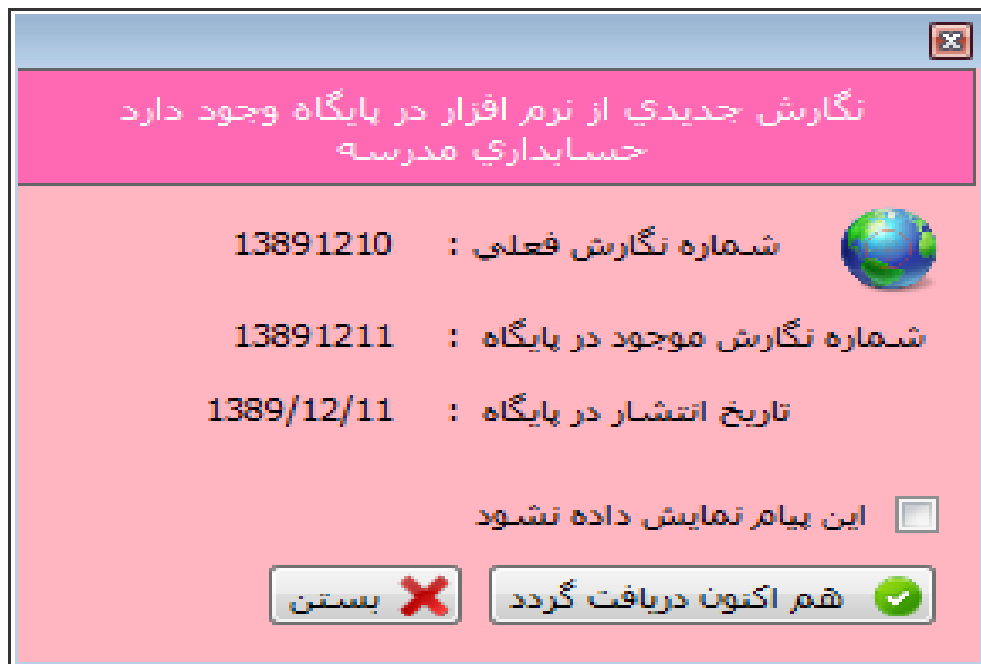 نگارش جديدي از نرم افزار در پايگاه وجود دارد
حسابداري مدرسه
شماره نگارش فعلي : 13891210
شماره نگارش موجود در پايگاه : 13891211
تاريخ انتشار در پايگاه : 1389/12/11
اين پيام نمايش داده نشود
هم اكنون دريافت گردد
بستن